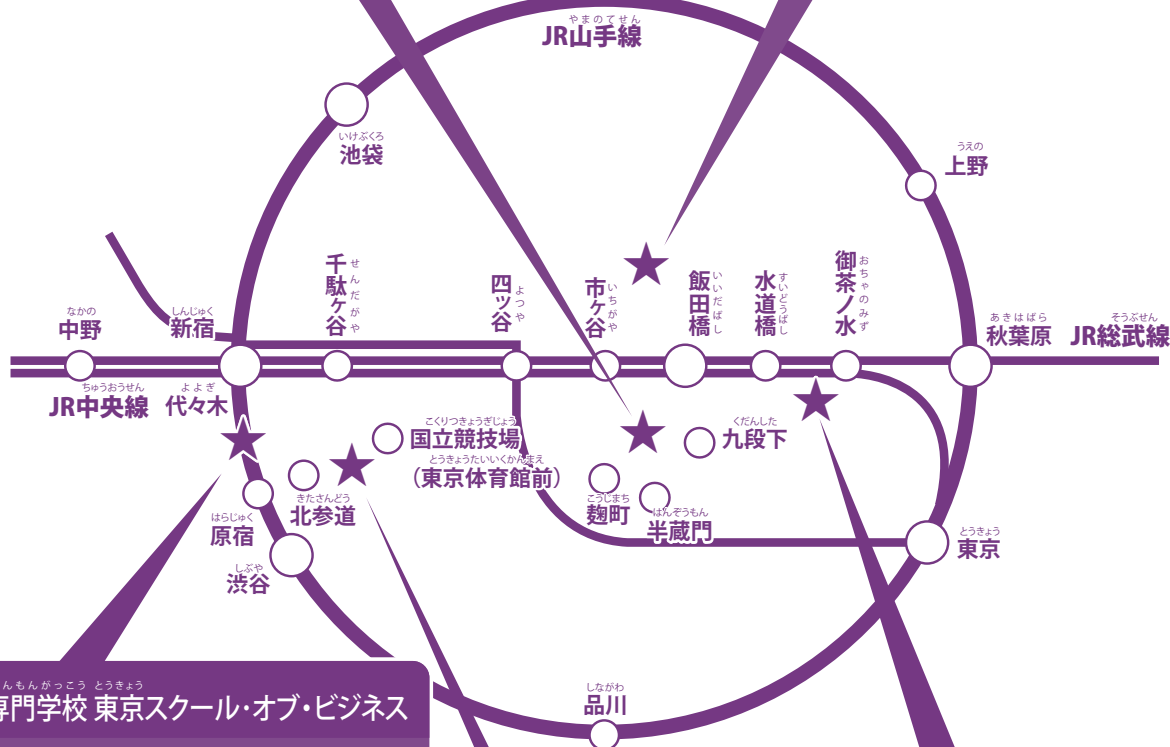 やまのてせん
JR山手線
いけぶくろ
池袋
うえの
上野
せんだがや
千駄ヶ谷
よつや
四ッ谷
いちがや
市ヶ谷
いいだばし
飯田橋
すいどうばし
水道橋
おちゃのみず
御茶ノ水
なかの
中野
しんじゅく
新宿
あきはばら
秋葉原
そうぶせん
JR総武線
ちゅうおうせん
JR中央線
よよぎ
代々木
こくりつきょうぎじょう
国立競技場
とうきょうたいいくかんまえ
（東京体育館前）
くだんした
九段下
きたさんどう
北参道
こうじまち
麹町
はんぞうもん
半蔵門
はらじゅく
原宿
しぶや
渋谷
とうきょう
東京
しながわ
品川
んもんがっこう とうきょう
専門学校 東京スクール・オブ・ビジネス